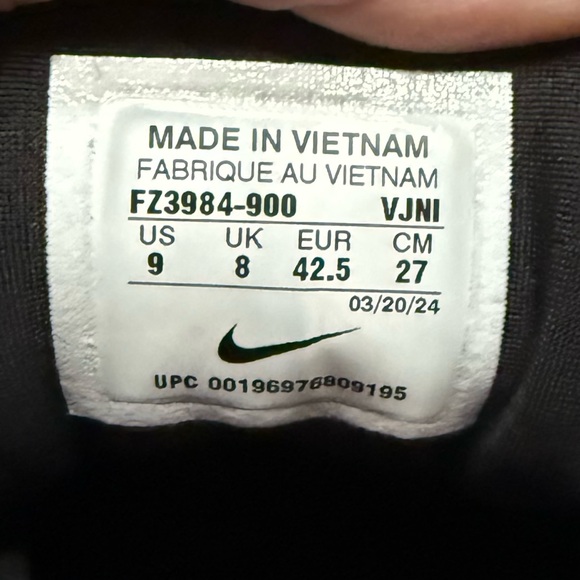 MADE IN VIETNAM
FABRIQUE AU VIETNAM
FZ3984-900 VJNI
US UK EUR CM
9 8 42.5 27
03/20/24
UPC 00196976809195